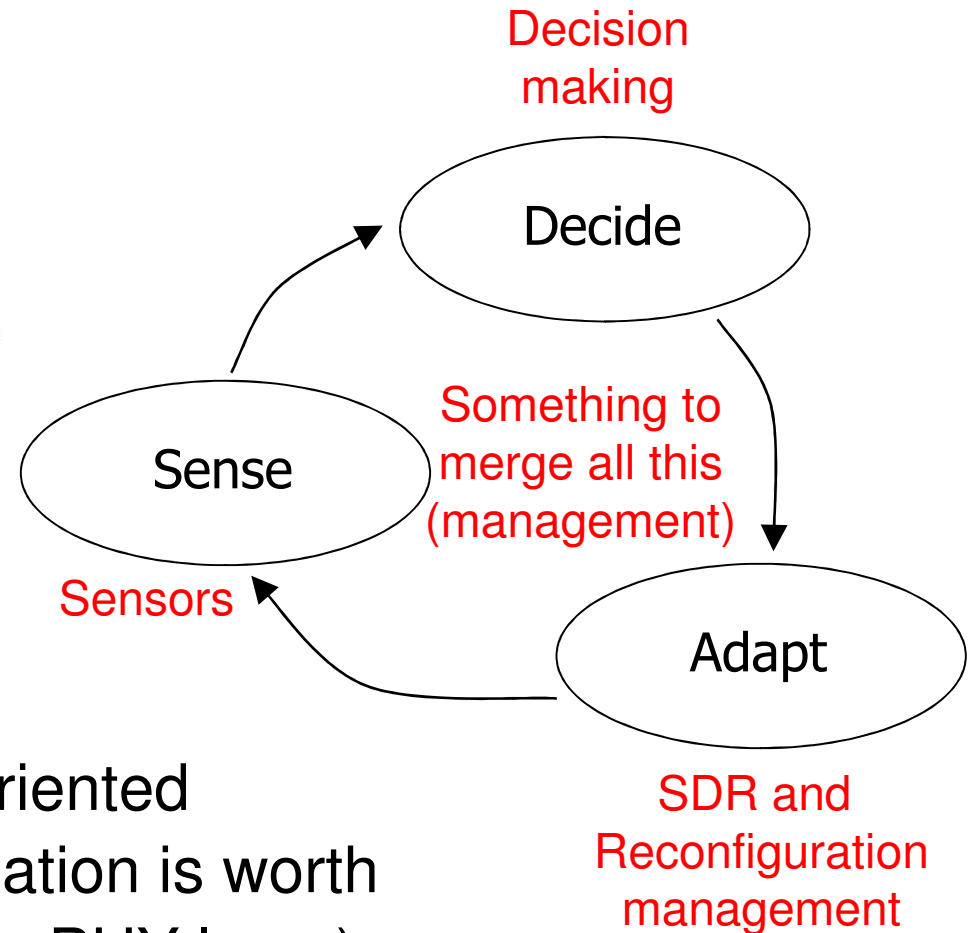 Decision
making
Decide
Something to
merge all this
(management)
Sense
Sensors
Adapt
riented
ation is worth
SDR and
Reconfiguration
management